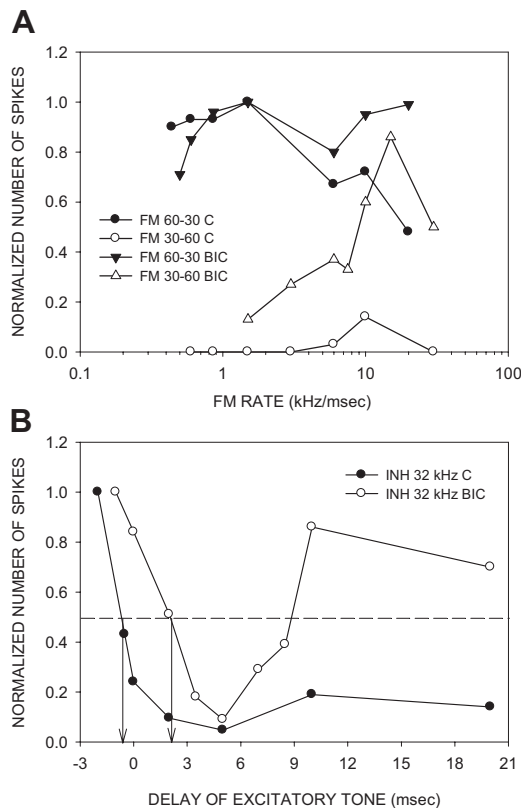 A
NORMALIZED NUMBER OF SPIKES
1.2
1.0
0.8
0.6
0.4
0.2
0.0
FM 60-30 C
FM 30-60 C
FM 60-30 BIC
FM 30-60 BIC
0.1 1 10 100
FM RATE (kHz/msec)
B
NORMALIZED NUMBER OF SPIKES
1.2
1.0
0.8
0.6
0.4
0.2
0.0
INH 32 kHz C
INH 32 kHz BIC
-3 0 3 6 9 12 15 18 21
DELAY OF EXCITATORY TONE (msec)